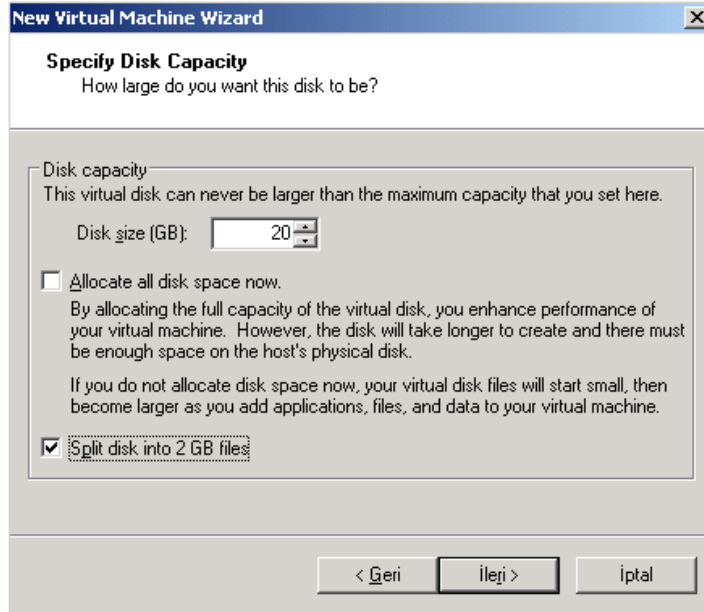 New Virtual Machine Wizard
Specify Disk Capacity
How large do you want this disk to be?
Disk capacity
This virtual disk can never be larger than the maximum capacity that you set here.
Disk size (GB): 20
Allocate all disk space now.
By allocating the full capacity of the virtual disk, you enhance performance of
your virtual machine. However, the disk will take longer to create and there must
be enough space on the host's physical disk.
If you do not allocate disk space now, your virtual disk files will start small, then
become larger as you add applications, files, and data to your virtual machine.
Split disk into 2 GB files
< Geri İleri > İptal